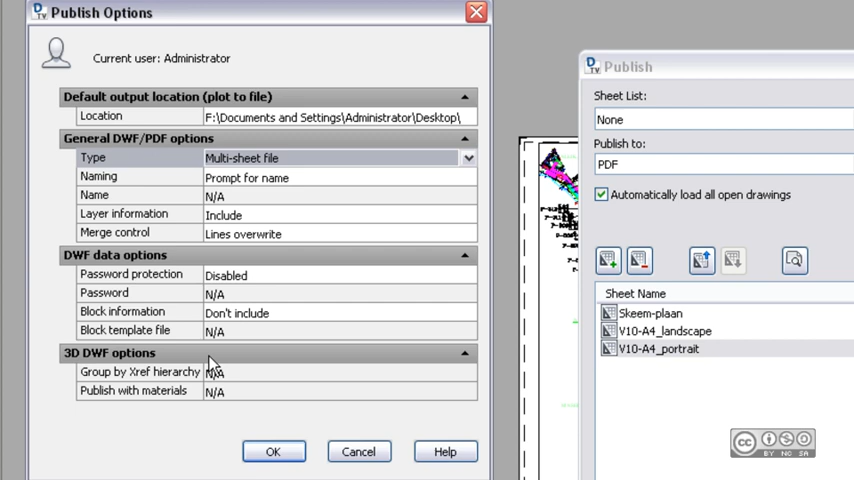 Publish Options
Current user: Administrator
Default output location (plot to file)
Location F:\Documents and Settings\Administrator\Desktop\
General DWF/PDF options
Type Multi-sheet file
Naming Prompt for name
Name N/A
Layer information Include
Merge control Lines overwrite
DWF data options
Password protection Disabled
Password N/A
Block information Don't include
Block template file N/A
3D DWF options
Group by Xref hierarchy N/A
Publish with materials N/A
OK Cancel Help
Publish
Sheet List:
None
Publish to:
PDF
Automatically load all open drawings
Sheet Name
Skeem-plaan
V10-A4_landscape
V10-A4_portrait
cc
BY NC SA